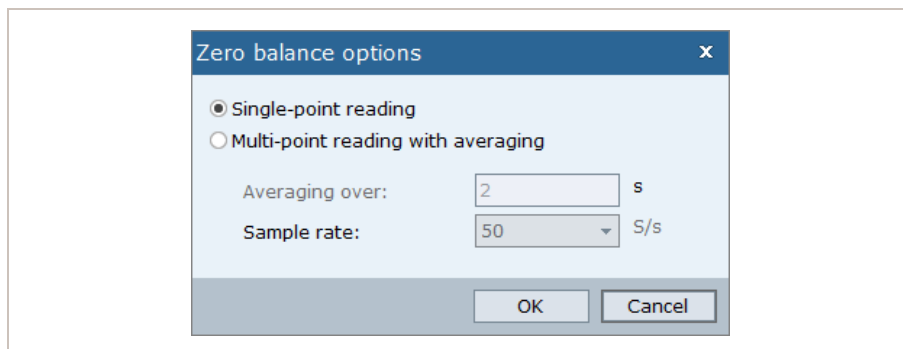 Zero balance options x
Single-point reading
Multi-point reading with averaging
Averaging over: 2 s
Sample rate: 50 S/s
OK Cancel